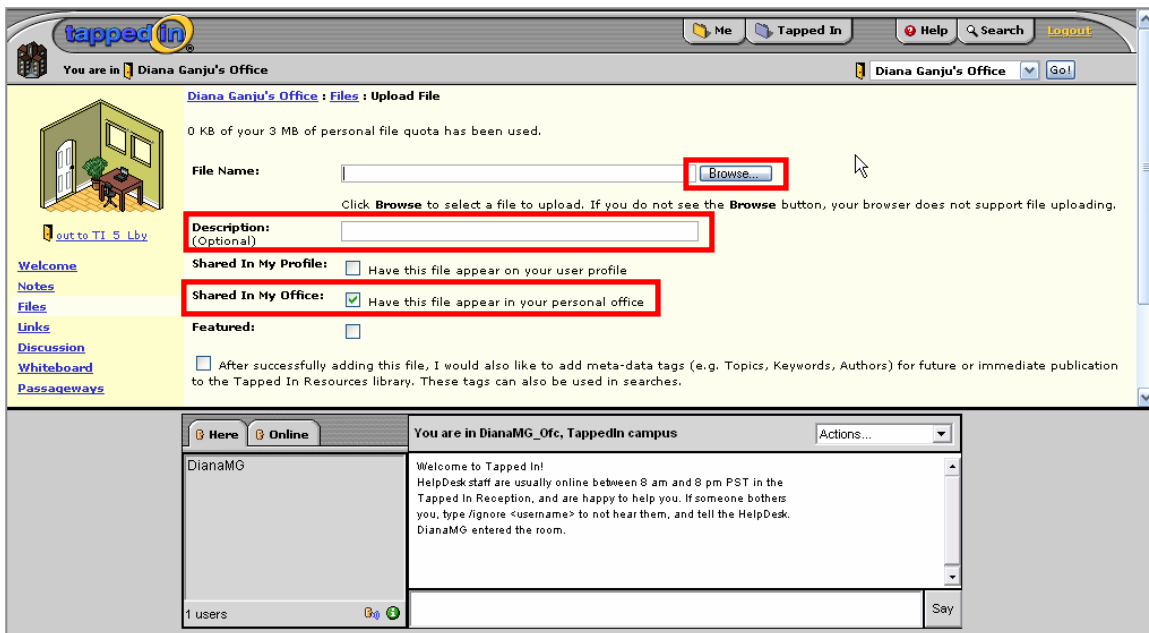 tapped in
Me
Tapped In
Help
Search
Logout
You are in Diana Ganju's Office
Diana Ganju's Office
Go!
Diana Ganju's Office : Files : Upload File
0 KB of your 3 MB of personal file quota has been used.
File Name:
Browse...
Click Browse to select a file to upload. If you do not see the Browse button, your browser does not support file uploading.
Description:
(Optional)
Shared In My Profile:
Have this file appear on your user profile
Shared In My Office:
Have this file appear in your personal office
Featured:
After successfully adding this file, I would also like to add meta-data tags (e.g. Topics, Keywords, Authors) for future or immediate publication
to the Tapped In Resources library. These tags can also be used in searches.
out to TI_5_Lby
Welcome
Notes
Files
Links
Discussion
Whiteboard
Passageways
Here
Online
You are in DianaMG_Ofc, TappedIn campus
Actions...
DianaMG
Welcome to Tapped In!
HelpDesk staff are usually online between 8 am and 8 pm PST in the
Tapped In Reception, and are happy to help you. If someone bothers
you, type /ignore <username> to not hear them, and tell the HelpDesk.
DianaMG entered the room.
1 users
Say